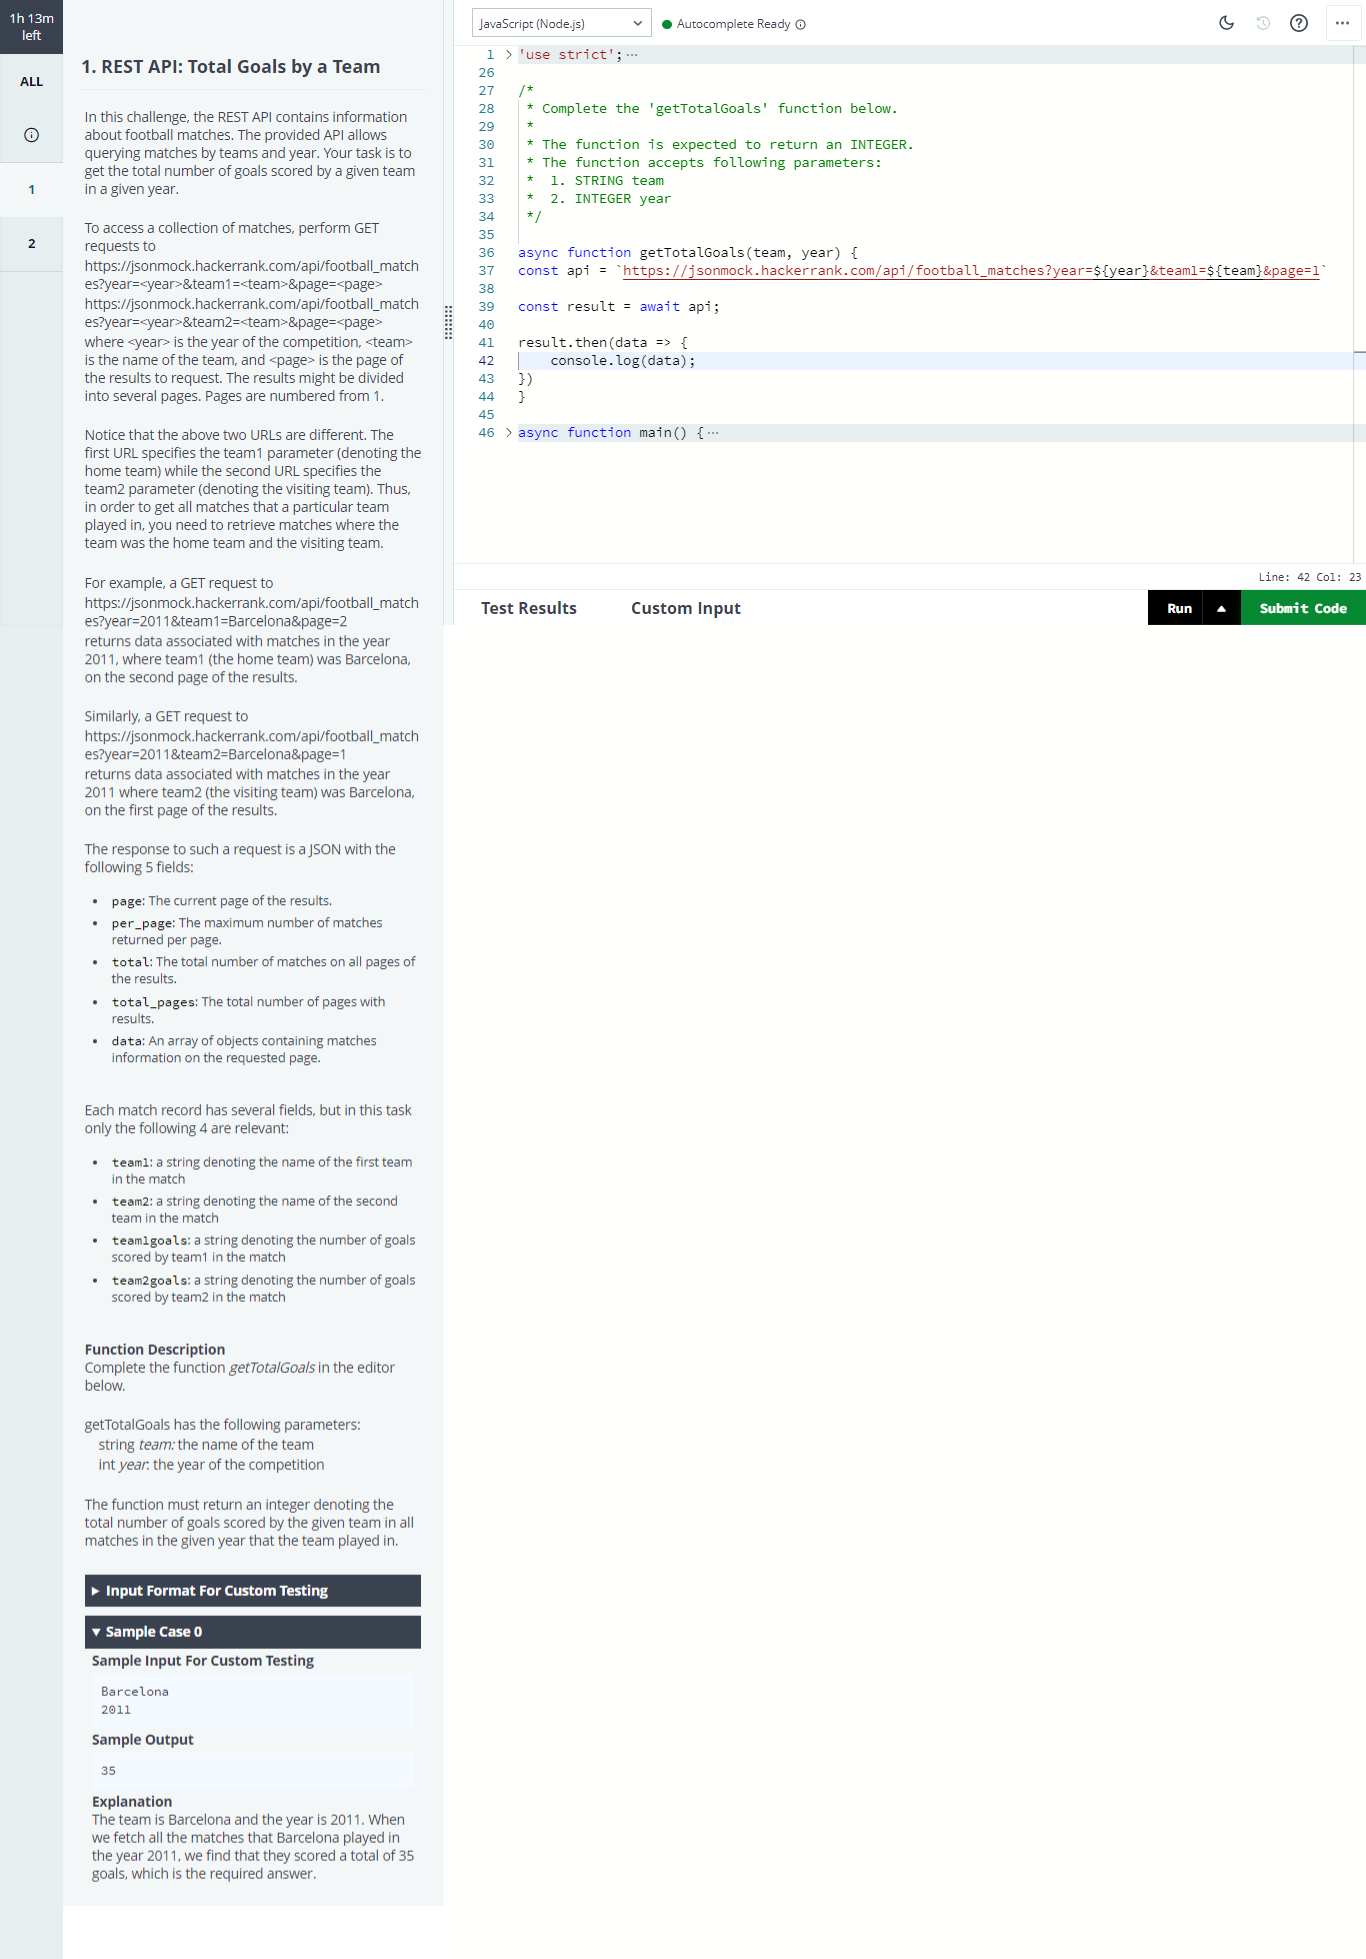 1h 13m
left
ALL
1
2
1. REST API: Total Goals by a Team
In this challenge, the REST API contains information
about football matches. The provided API allows
querying matches by teams and year. Your task is to
get the total number of goals scored by a given team
in a given year.
To access a collection of matches, perform GET
requests to
https://jsonmock.hackerrank.com/api/football_match
es?year=<year>&team1=<team>&page=<page>
https://jsonmock.hackerrank.com/api/football_match
es?year=<year>&team2=<team>&page=<page>
where <year> is the year of the competition, <team>
is the name of the team, and <page> is the page of
the results to request. The results might be divided
into several pages. Pages are numbered from 1.
Notice that the above two URLs are different. The
first URL specifies the team1 parameter (denoting the
home team) while the second URL specifies the
team2 parameter (denoting the visiting team). Thus,
in order to get all matches that a particular team
played in, you need to retrieve matches where the
team was the home team and the visiting team.
For example, a GET request to
https://jsonmock.hackerrank.com/api/football_match
es?year=2011&team1=Barcelona&page=2
returns data associated with matches in the year
2011, where team1 (the home team) was Barcelona,
on the second page of the results.
Similarly, a GET request to
https://jsonmock.hackerrank.com/api/football_match
es?year=2011&team2=Barcelona&page=1
returns data associated with matches in the year
2011 where team2 (the visiting team) was Barcelona,
on the first page of the results.
The response to such a request is a JSON with the
following 5 fields:
• page: The current page of the results.
• per_page: The maximum number of matches
returned per page.
• total: The total number of matches on all pages of
the results.
• total_pages: The total number of pages with
results.
• data: An array of objects containing matches
information on the requested page.
Each match record has several fields, but in this task
only the following 4 are relevant:
• team1: a string denoting the name of the first team
in the match
• team2: a string denoting the name of the second
team in the match
• team1goals: a string denoting the number of goals
scored by team1 in the match
• team2goals: a string denoting the number of goals
scored by team2 in the match
Function Description
Complete the function getTotalGoals in the editor
below.
getTotalGoals has the following parameters:
string team: the name of the team
int year: the year of the competition
The function must return an integer denoting the
total number of goals scored by the given team in all
matches in the given year that the team played in.
Input Format For Custom Testing
Sample Case 0
Sample Input For Custom Testing
Barcelona
2011
Sample Output
35
Explanation
The team is Barcelona and the year is 2011. When
we fetch all the matches that Barcelona played in
the year 2011, we find that they scored a total of 35
goals, which is the required answer.
JavaScript (Node.js)
Autocomplete Ready
1 > 'use strict'; ···
26
27 /*
28 * Complete the 'getTotalGoals' function below.
29 *
30 * The function is expected to return an INTEGER.
31 * The function accepts following parameters:
32 * 1. STRING team
33 * 2. INTEGER year
34 */
35
36 async function getTotalGoals(team, year) {
37 const api = `https://jsonmock.hackerrank.com/api/football_matches?year=${year}&team1=${team}&page=1`
38
39 const result = await api;
40
41 result.then(data => {
42 console.log(data);
43 })
44 }
45
46 > async function main() { ···
Line: 42 Col: 23
Test Results
Custom Input
Run
Submit Code